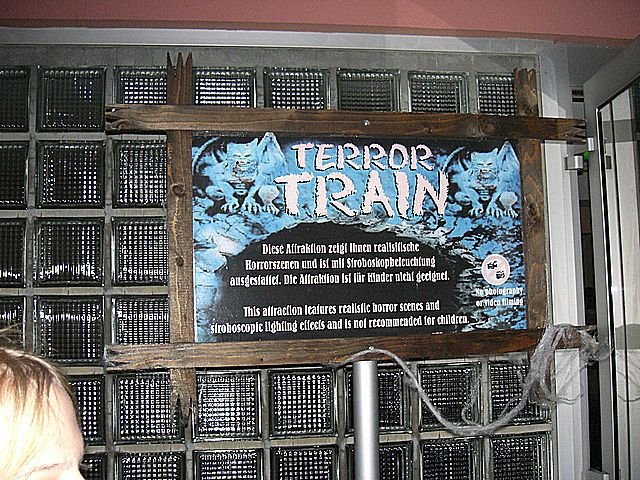 TERROR
TRAIN
Diese Attraktion zeigt Ihnen realistische
Horrorszenen und ist mit Stroboskopbeleuchtung
ausgestattet. Die Attraktion ist für Kinder nicht geeignet.
This attraction features realistic horror scenes and
stroboscopic lighting effects and is not recommended for children.
No photography
or video filming